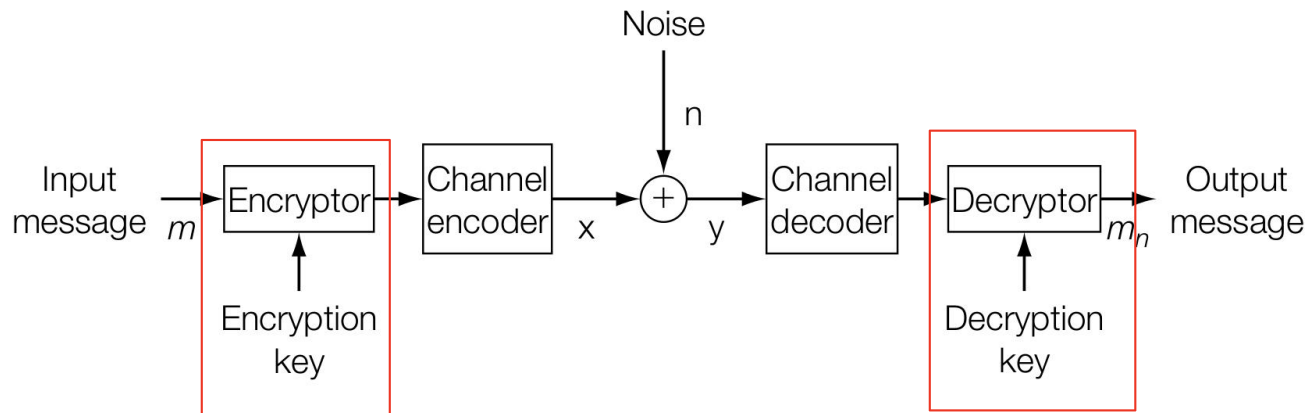 Noise
n
Input
message
m
Encryptor
Encryption
key
Channel
encoder
x
+
y
Channel
decoder
Decryptor
Decryption
key
mₙ
Output
message